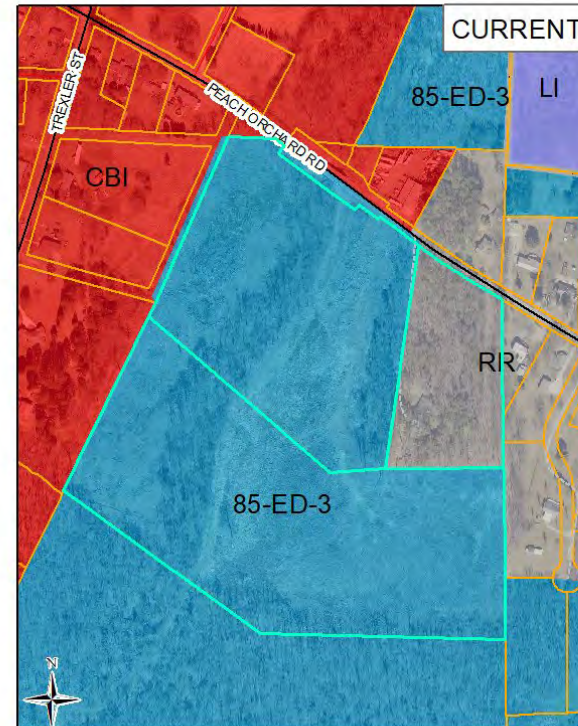 CURRENT
TREXLER ST
PEACH ORCHARD RD
85-ED-3
LI
CBI
RR
85-ED-3
N